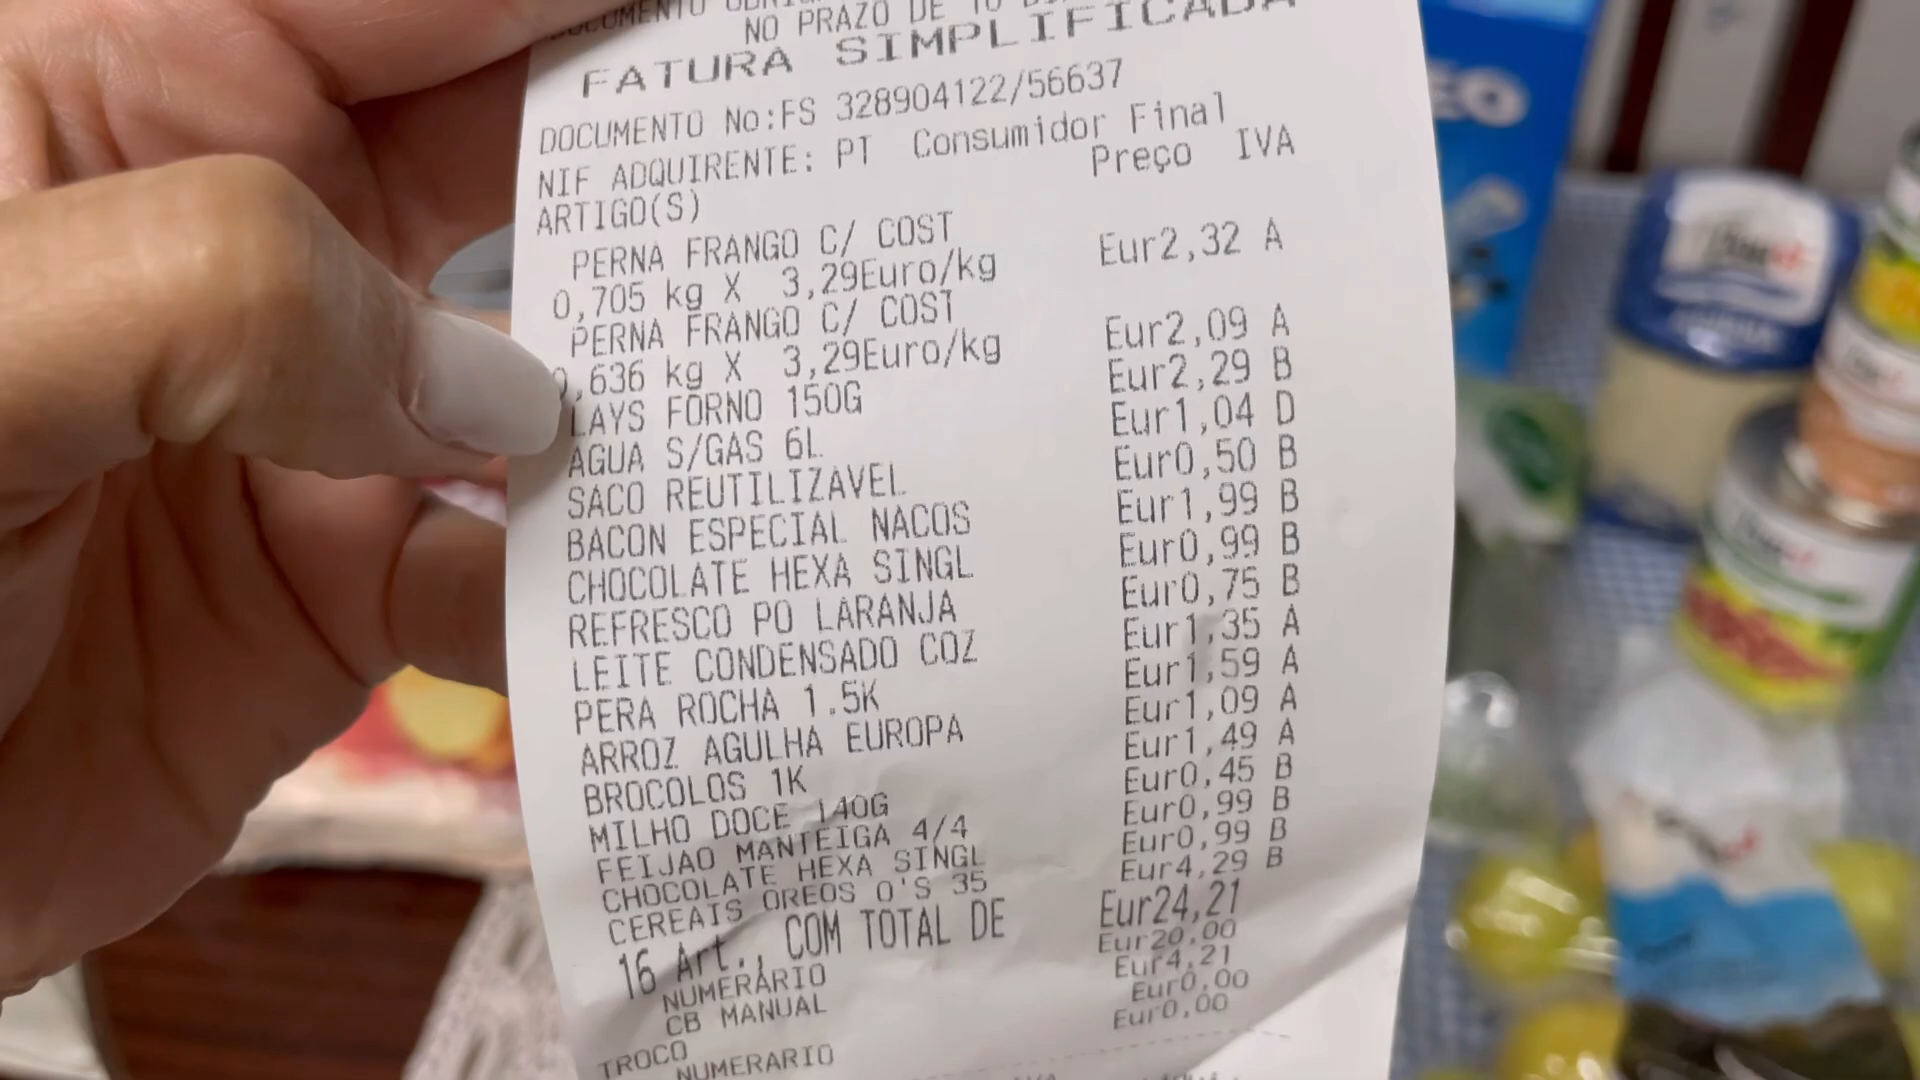 DOCUMENTO
NO PRAZO DE 10
FATURA SIMPLIFICADA
DOCUMENTO No:FS 328904122/56637
NIF ADQUIRENTE: PT Consumidor Final
ARTIGO(S) Preço IVA
PERNA FRANGO C/ COST
0,705 kg X 3,29Euro/kg Eur2,32 A
PERNA FRANGO C/ COST
0,636 kg X 3,29Euro/kg Eur2,09 A
LAYS FORNO 150G Eur2,29 B
AGUA S/GAS 6L Eur1,04 D
SACO REUTILIZAVEL Eur0,50 B
BACON ESPECIAL NACOS Eur1,99 B
CHOCOLATE HEXA SINGL Eur0,99 B
REFRESCO PO LARANJA Eur0,75 B
LEITE CONDENSADO COZ Eur1,35 A
PERA ROCHA 1.5K Eur1,59 A
ARROZ AGULHA EUROPA Eur1,09 A
BROCOLOS 1K Eur1,49 A
MILHO DOCE 140G Eur0,45 B
FEIJAO MANTEIGA 4/4 Eur0,99 B
CHOCOLATE HEXA SINGL Eur0,99 B
CEREAIS OREOS O'S 35 Eur4,29 B
16 Art., COM TOTAL DE Eur24,21
NUMERARIO Eur20,00
CB MANUAL Eur4,21
TROCO Eur0,00
NUMERARIO Eur0,00